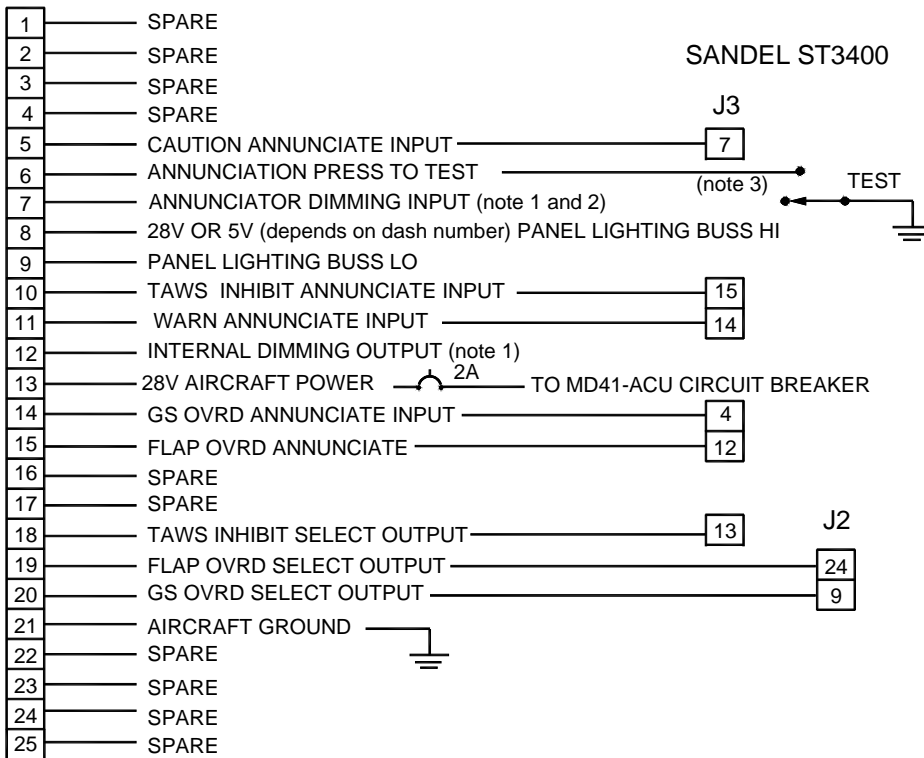 SANDEL ST3400
1 SPARE
2 SPARE
3 SPARE
J3
4 SPARE
5 CAUTION ANNUNCIATE INPUT 7
6 ANNUNCIATION PRESS TO TEST (note 3) TEST
7 ANNUNCIATOR DIMMING INPUT (note 1 and 2)
8 28V OR 5V (depends on dash number) PANEL LIGHTING BUSS HI
9 PANEL LIGHTING BUSS LO
10 TAWS INHIBIT ANNUNCIATE INPUT 15
11 WARN ANNUNCIATE INPUT 14
12 INTERNAL DIMMING OUTPUT (note 1)
13 28V AIRCRAFT POWER 2A TO MD41-ACU CIRCUIT BREAKER
14 GS OVRD ANNUNCIATE INPUT 4
15 FLAP OVRD ANNUNCIATE 12
16 SPARE
17 SPARE
J2
18 TAWS INHIBIT SELECT OUTPUT 13
19 FLAP OVRD SELECT OUTPUT 24
20 GS OVRD SELECT OUTPUT 9
21 AIRCRAFT GROUND
22 SPARE
23 SPARE
24 SPARE
25 SPARE